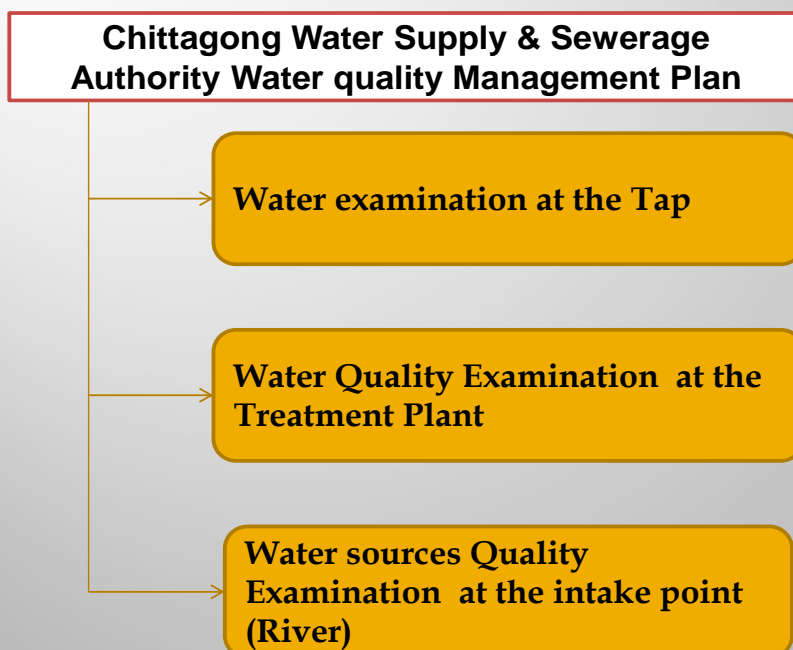 Chittagong Water Supply & Sewerage
Authority Water quality Management Plan
Water examination at the Tap
Water Quality Examination  at the
Treatment Plant
Water sources Quality
Examination  at the intake point
(River)